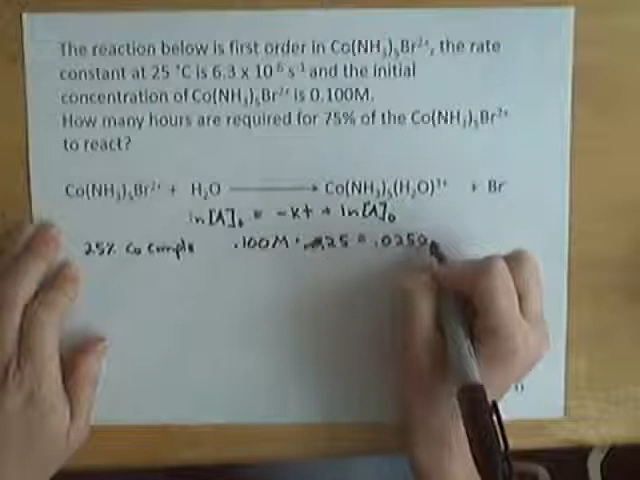 The reaction below is first order in Co(NH₃)₅Br²⁺, the rate
constant at 25 °C is 6.3 x 10⁻⁶ s⁻¹ and the initial
concentration of Co(NH₃)₅Br²⁺ is 0.100M.
How many hours are required for 75% of the Co(NH₃)₅Br²⁺
to react?
Co(NH₃)₅Br²⁺ + H₂O ⟶ Co(NH₃)₅(H₂O)³⁺ + Br
ln[A]ₜ = -kt + ln[A]₀
25% Co comple .100M · .25 = .0250